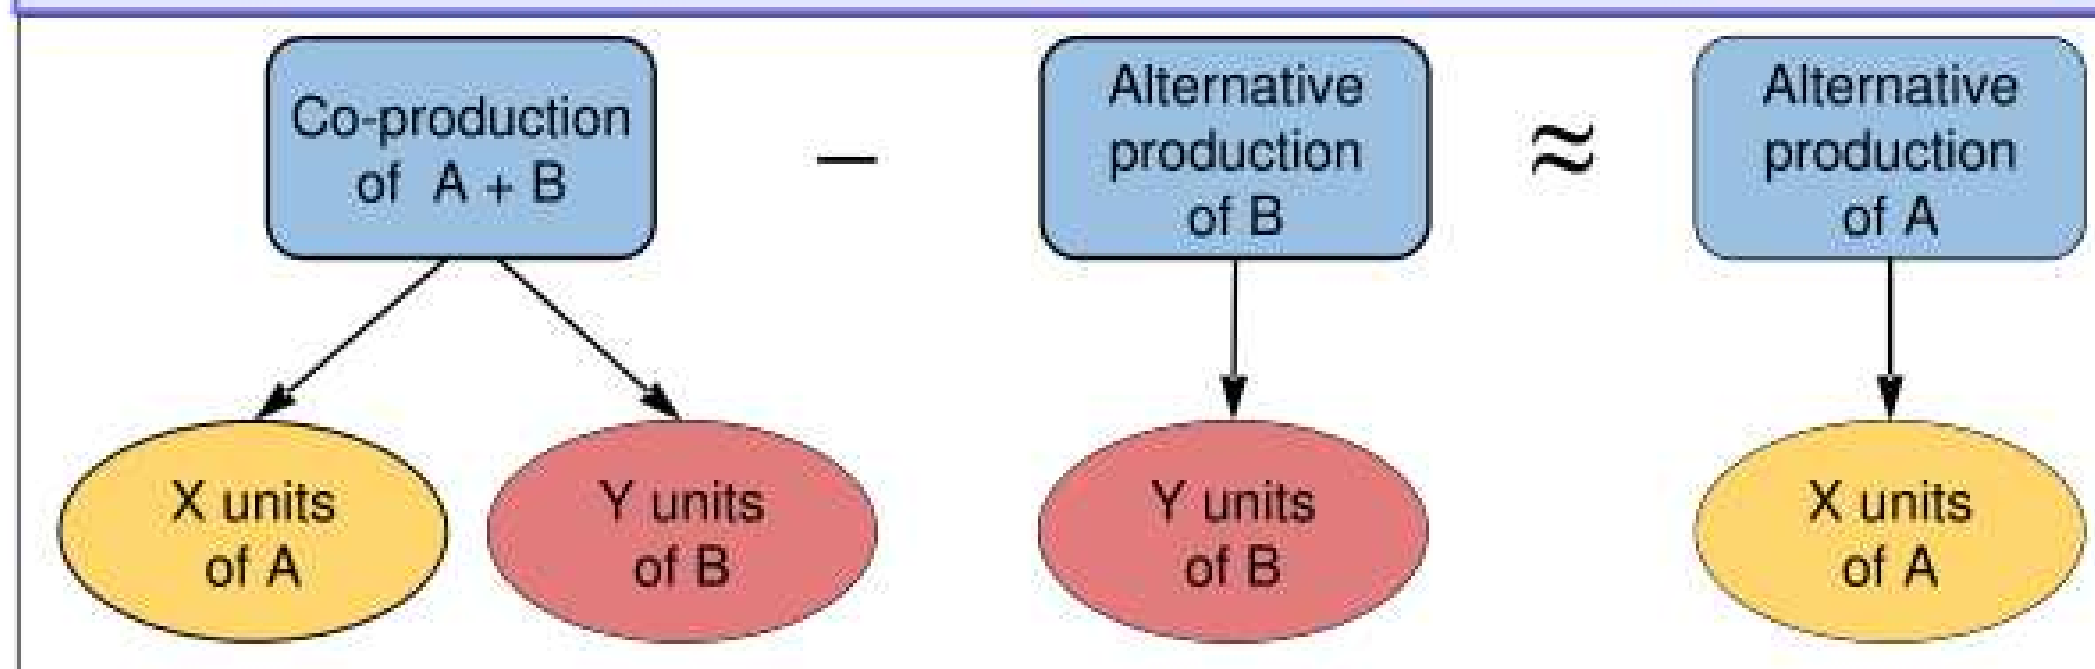 Co-production
of A + B
—
Alternative
production
of B
≈
Alternative
production
of A
X units
of A
Y units
of B
Y units
of B
X units
of A